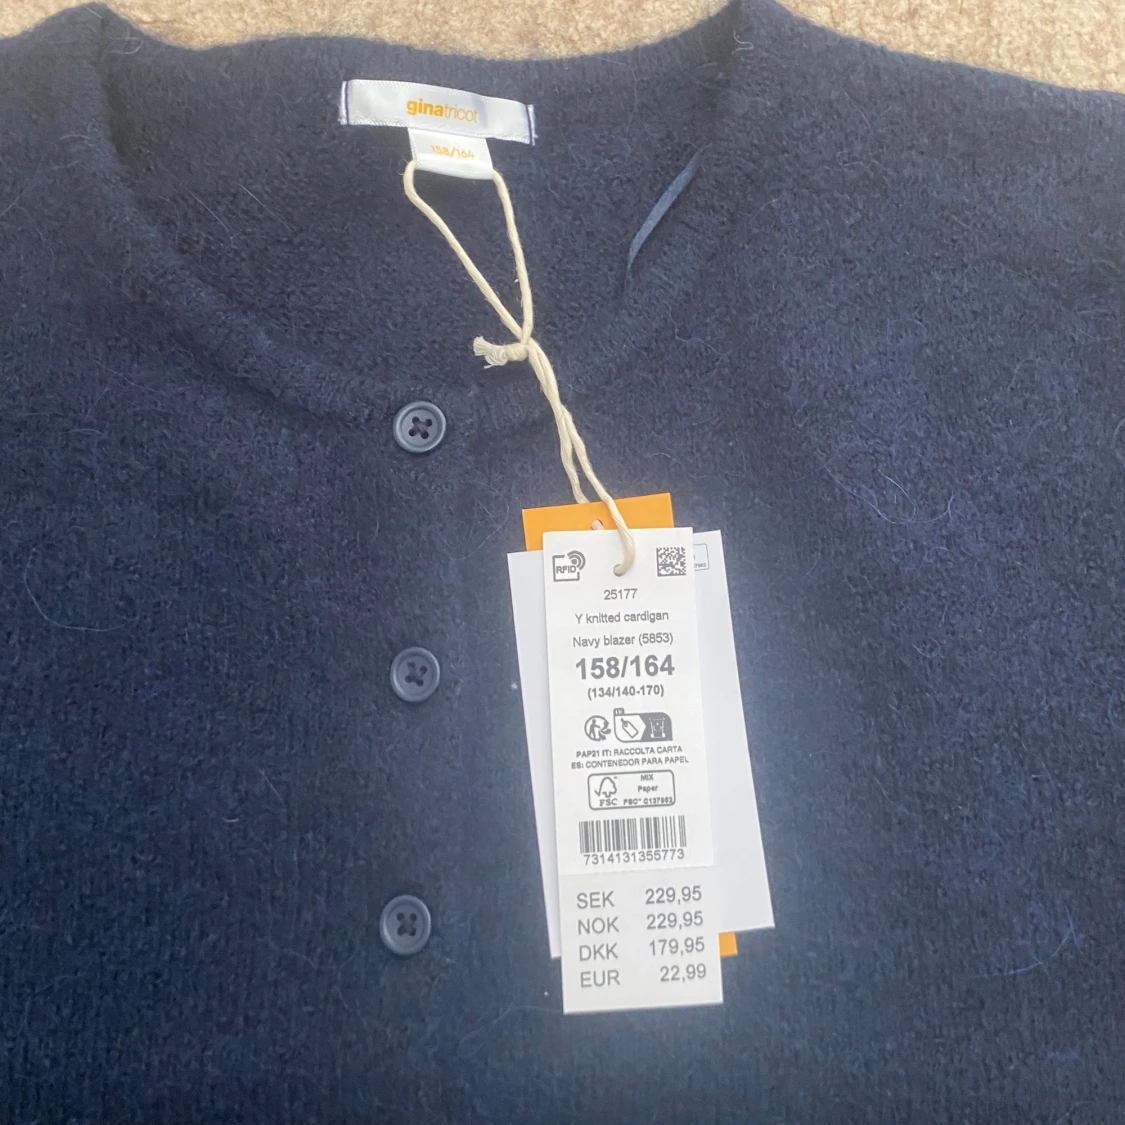 ginatricot
158/164
RFID
25177
Y knitted cardigan
Navy blazer (5853)
158/164
(134/140-170)
PAP21 IT: RACCOLTA CARTA
ES: CONTENEDOR PARA PAPEL
MIX
Paper
FSC FSC® C137962
7314131355773
SEK 229,95
NOK 229,95
DKK 179,95
EUR 22,99